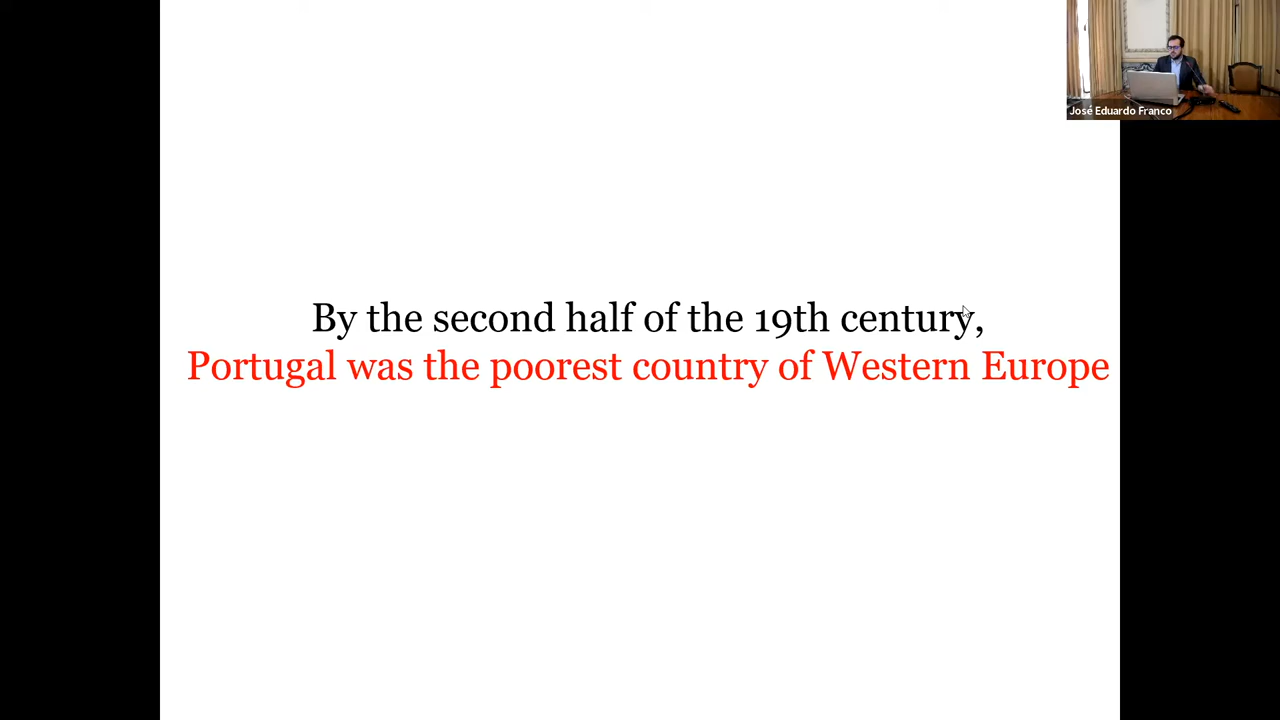 José Eduardo Franco
By the second half of the 19th century,
Portugal was the poorest country of Western Europe